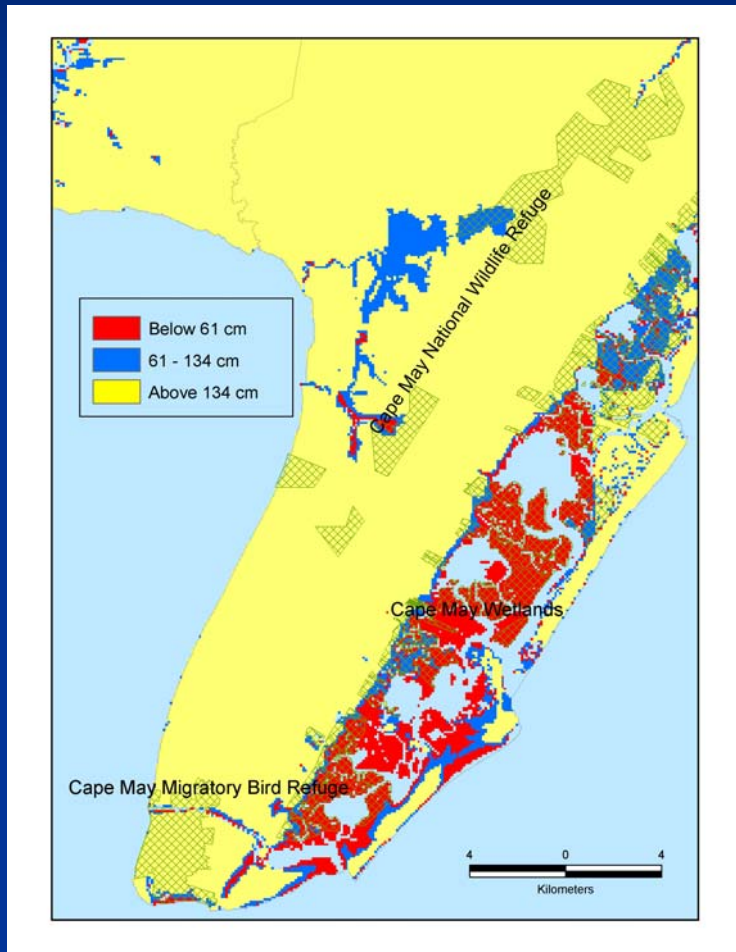 Cape May National Wildlife Refuge
Below 61 cm
61 - 134 cm
Above 134 cm
Cape May Wetlands
Cape May Migratory Bird Refuge
4 0 4
Kilometers